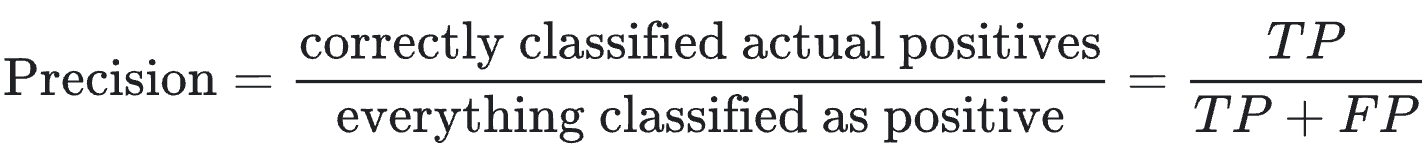 Precision = correctly classified actual positives / everything classified as positive = TP / TP + FP